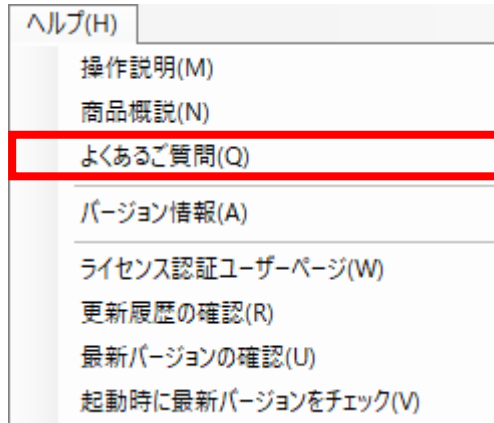 ヘルプ(H)
操作説明(M)
商品概説(N)
よくあるご質問(Q)
バージョン情報(A)
ライセンス認証ユーザーページ(W)
更新履歴の確認(R)
最新バージョンの確認(U)
起動時に最新バージョンをチェック(V)